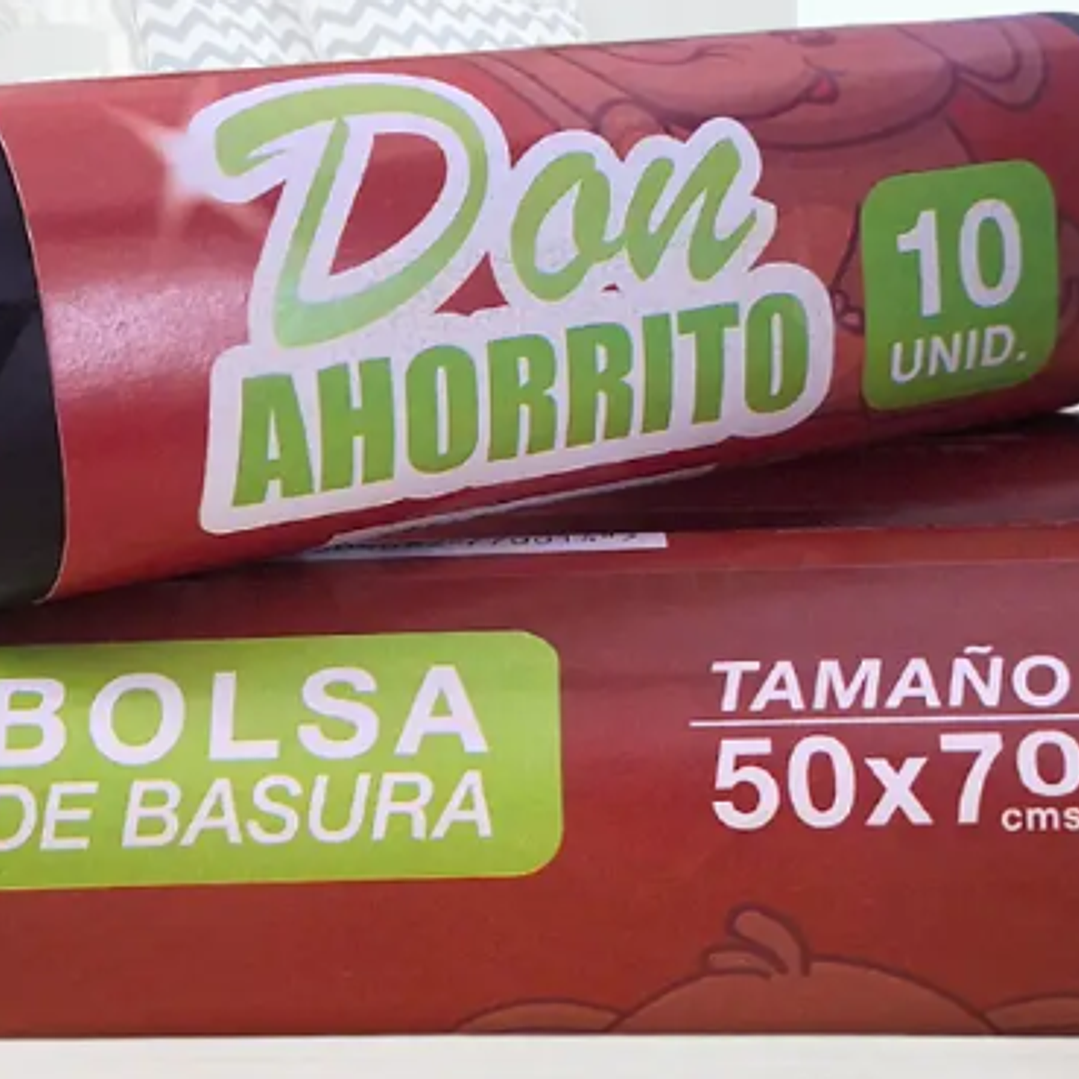 Don
AHORRITO
10
UNID.
BOLSA
DE BASURA
TAMAÑO
50x70
cms